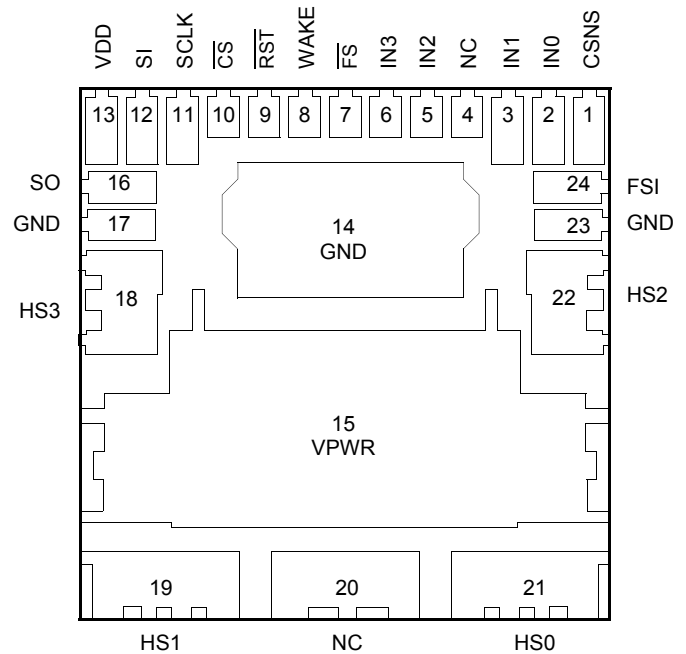 VDD SI SCLK CS RST WAKE FS IN3 IN2 NC IN1 IN0 CSNS
13 12 11 10 9 8 7 6 5 4 3 2 1
SO 16 24 FSI
GND 17 14 23 GND
GND
HS3 18 22 HS2
15
VPWR
19 20 21
HS1 NC HS0